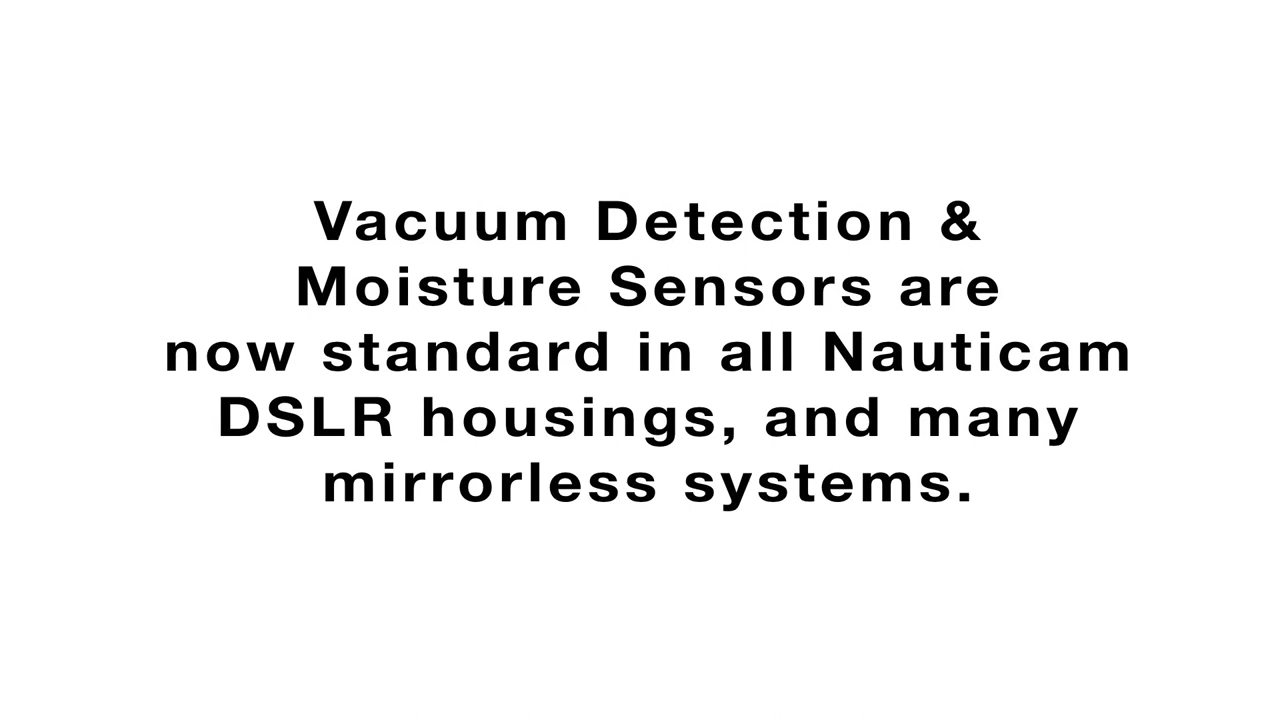 Vacuum Detection &
Moisture Sensors are
now standard in all Nauticam
DSLR housings, and many
mirrorless systems.